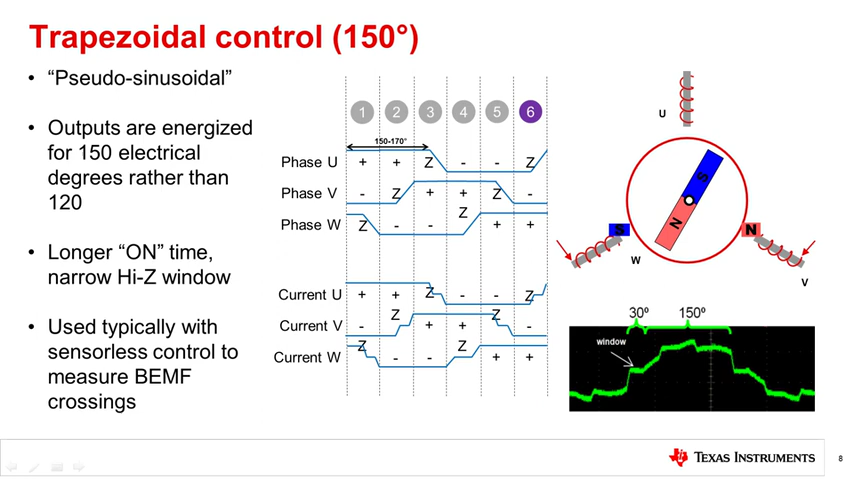 Trapezoidal control (150°)
• “Pseudo-sinusoidal”
• Outputs are energized
for 150 electrical
degrees rather than
120
• Longer “ON” time,
narrow Hi-Z window
• Used typically with
sensorless control to
measure BEMF
crossings
1 2 3 4 5 6
150-170°
Phase U + + Z - - Z
Phase V - Z + + Z -
Phase W Z - - Z + +
Current U + + Z - - Z
Current V - Z + + Z -
Current W Z - - Z + +
U
S
N
S
N
W
V
30º 150º
window
TEXAS INSTRUMENTS
8